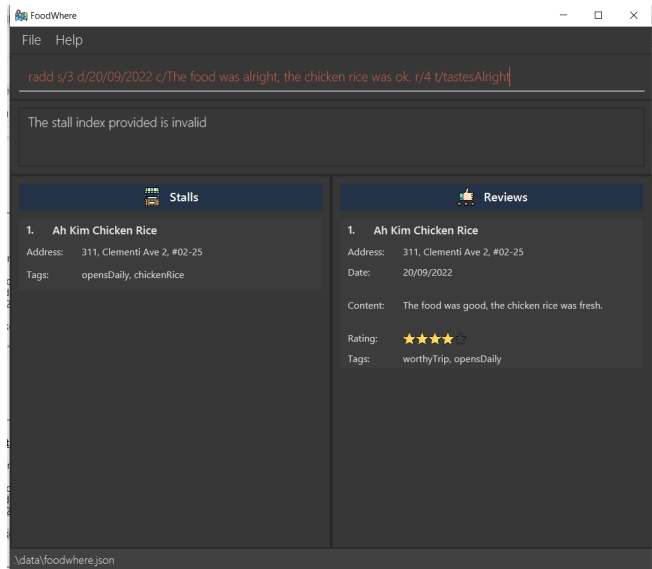 FoodWhere
File Help
radd s/3 d/20/09/2022 c/The food was alright, the chicken rice was ok. r/4 t/tastesAlright
The stall index provided is invalid
Stalls
1. Ah Kim Chicken Rice
Address: 311, Clementi Ave 2, #02-25
Tags: opensDaily, chickenRice
Reviews
1. Ah Kim Chicken Rice
Address: 311, Clementi Ave 2, #02-25
Date: 20/09/2022
Content: The food was good, the chicken rice was fresh.
Rating:
Tags: worthyTrip, opensDaily
.\data\foodwhere.json